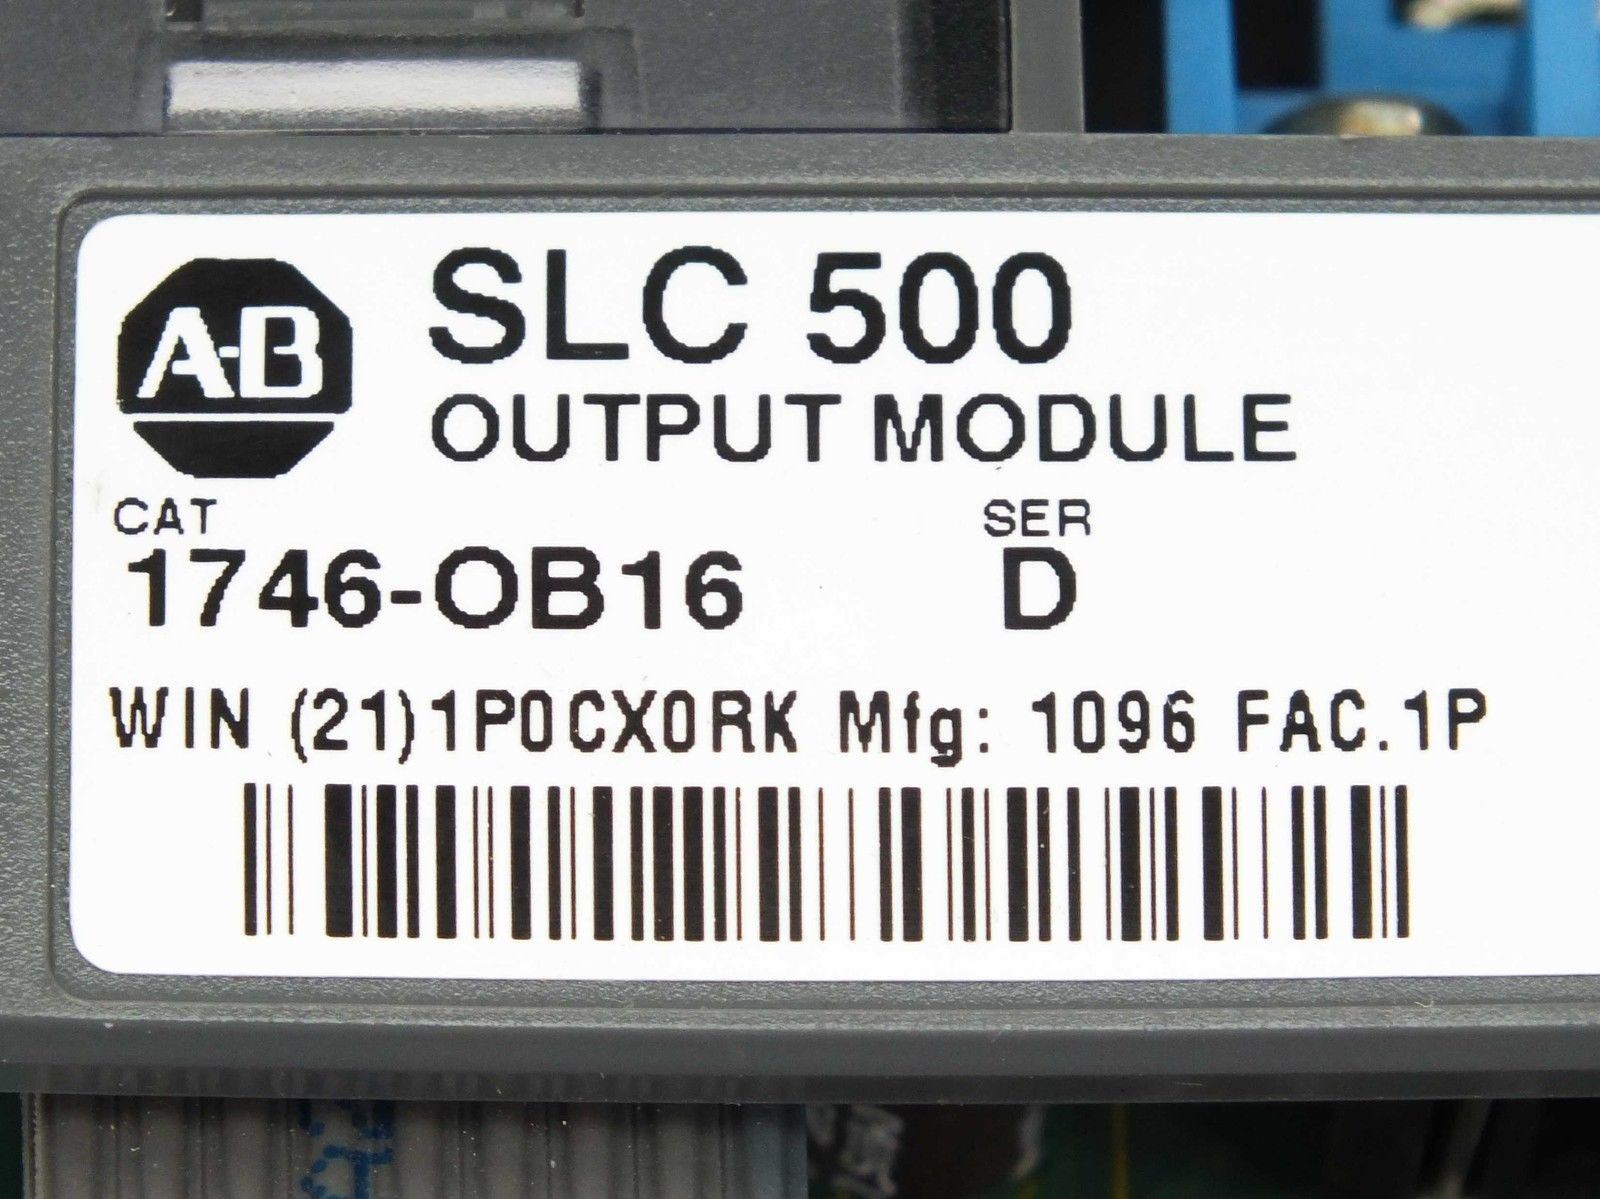 A-B
SLC 500
OUTPUT MODULE
CAT SER
1746-OB16 D
WIN (21)1P0CX0RK Mfg: 1096 FAC.1P